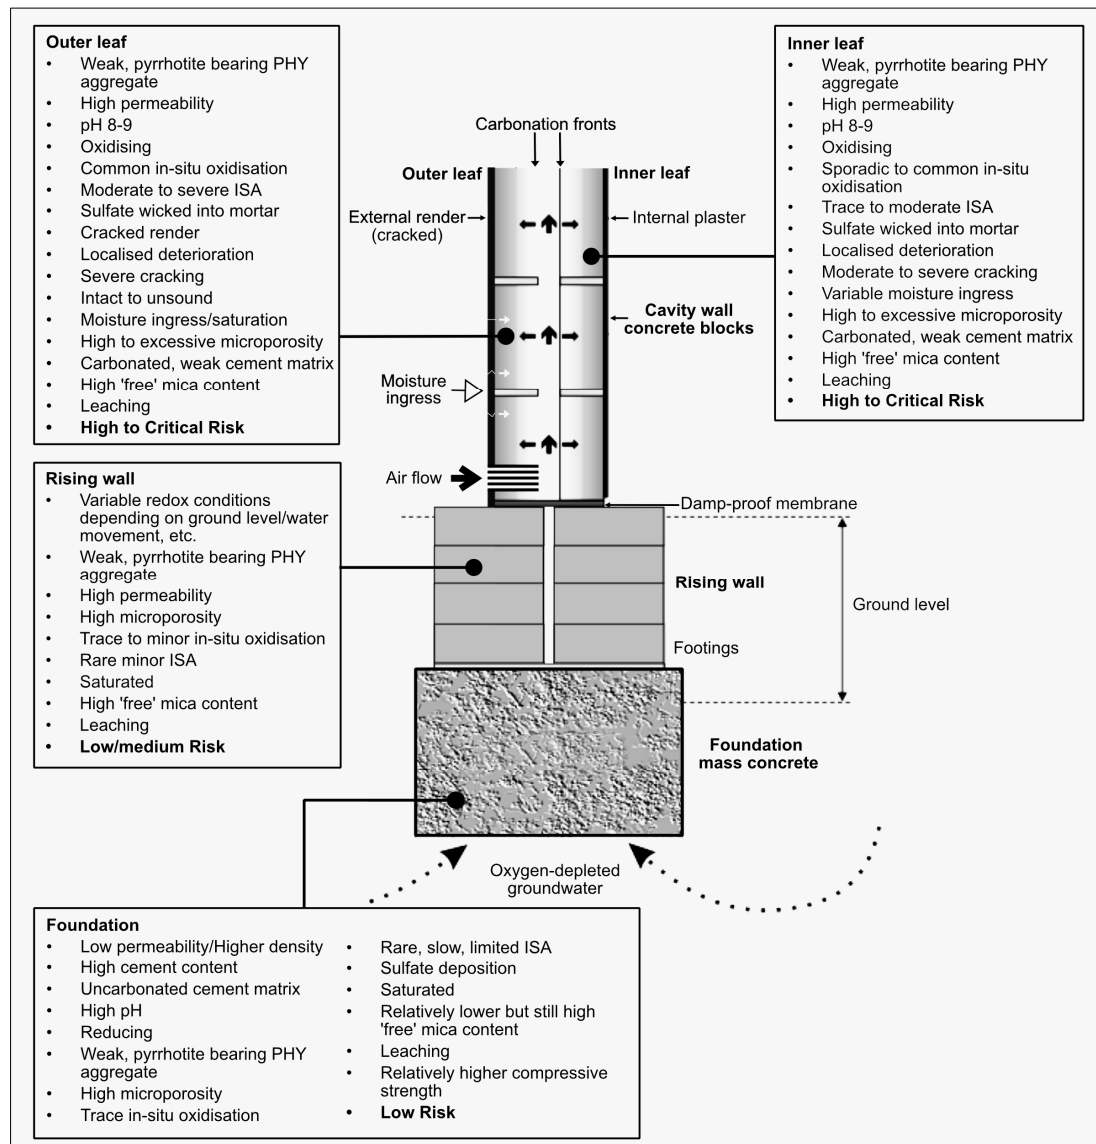 Outer leaf
• Weak, pyrrhotite bearing PHY
aggregate
• High permeability
• pH 8-9
• Oxidising
• Common in-situ oxidisation
• Moderate to severe ISA
• Sulfate wicked into mortar
• Cracked render
• Localised deterioration
• Severe cracking
• Intact to unsound
• Moisture ingress/saturation
• High to excessive microporosity
• Carbonated, weak cement matrix
• High 'free' mica content
• Leaching
• High to Critical Risk
Inner leaf
• Weak, pyrrhotite bearing PHY
aggregate
• High permeability
• pH 8-9
• Oxidising
• Sporadic to common in-situ
oxidisation
• Trace to moderate ISA
• Sulfate wicked into mortar
• Localised deterioration
• Moderate to severe cracking
• Variable moisture ingress
• High to excessive microporosity
• Carbonated, weak cement matrix
• High 'free' mica content
• Leaching
• High to Critical Risk
Carbonation fronts
Outer leaf
Inner leaf
External render
(cracked)
Internal plaster
Cavity wall
concrete blocks
Moisture
ingress
Air flow
Damp-proof membrane
Rising wall
• Variable redox conditions
depending on ground level/water
movement, etc.
• Weak, pyrrhotite bearing PHY
aggregate
• High permeability
• High microporosity
• Trace to minor in-situ oxidisation
• Rare minor ISA
• Saturated
• High 'free' mica content
• Leaching
• Low/medium Risk
Rising wall
Ground level
Footings
Foundation
mass concrete
Oxygen-depleted
groundwater
Foundation
• Low permeability/Higher density
• High cement content
• Uncarbonated cement matrix
• High pH
• Reducing
• Weak, pyrrhotite bearing PHY
aggregate
• High microporosity
• Trace in-situ oxidisation
• Rare, slow, limited ISA
• Sulfate deposition
• Saturated
• Relatively lower but still high
'free' mica content
• Leaching
• Relatively higher compressive
strength
• Low Risk